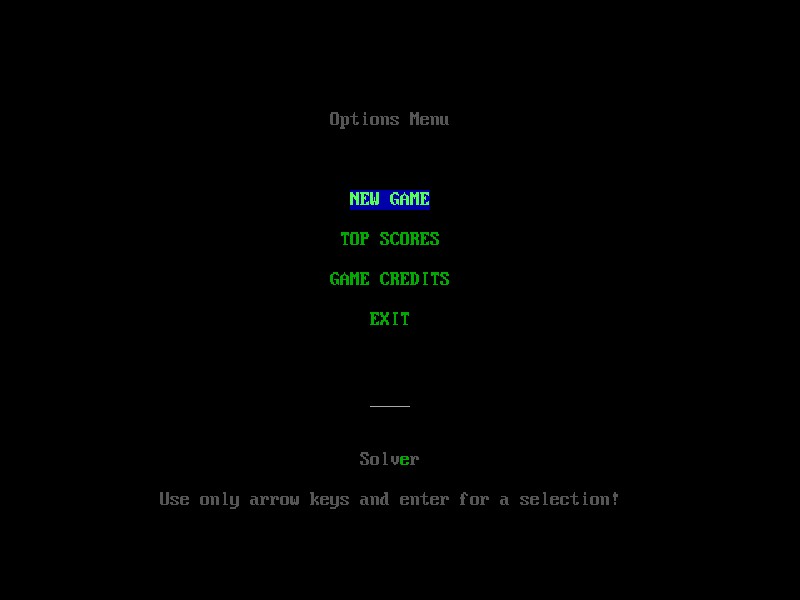 Options Menu
NEW GAME
TOP SCORES
GAME CREDITS
EXIT
Solver
Use only arrow keys and enter for a selection!